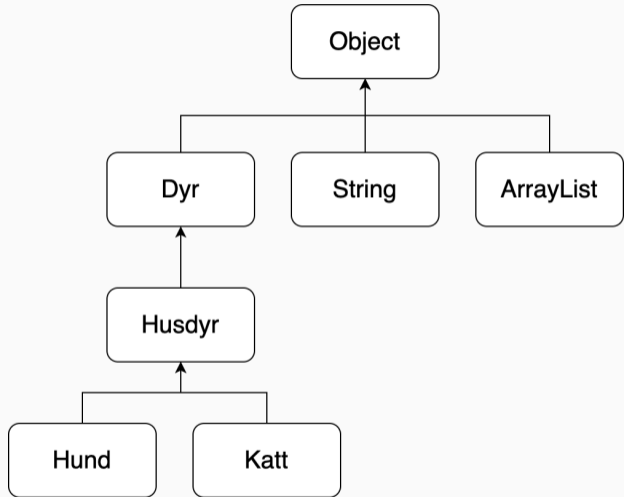 Object
Dyr
String
ArrayList
Husdyr
Hund
Katt